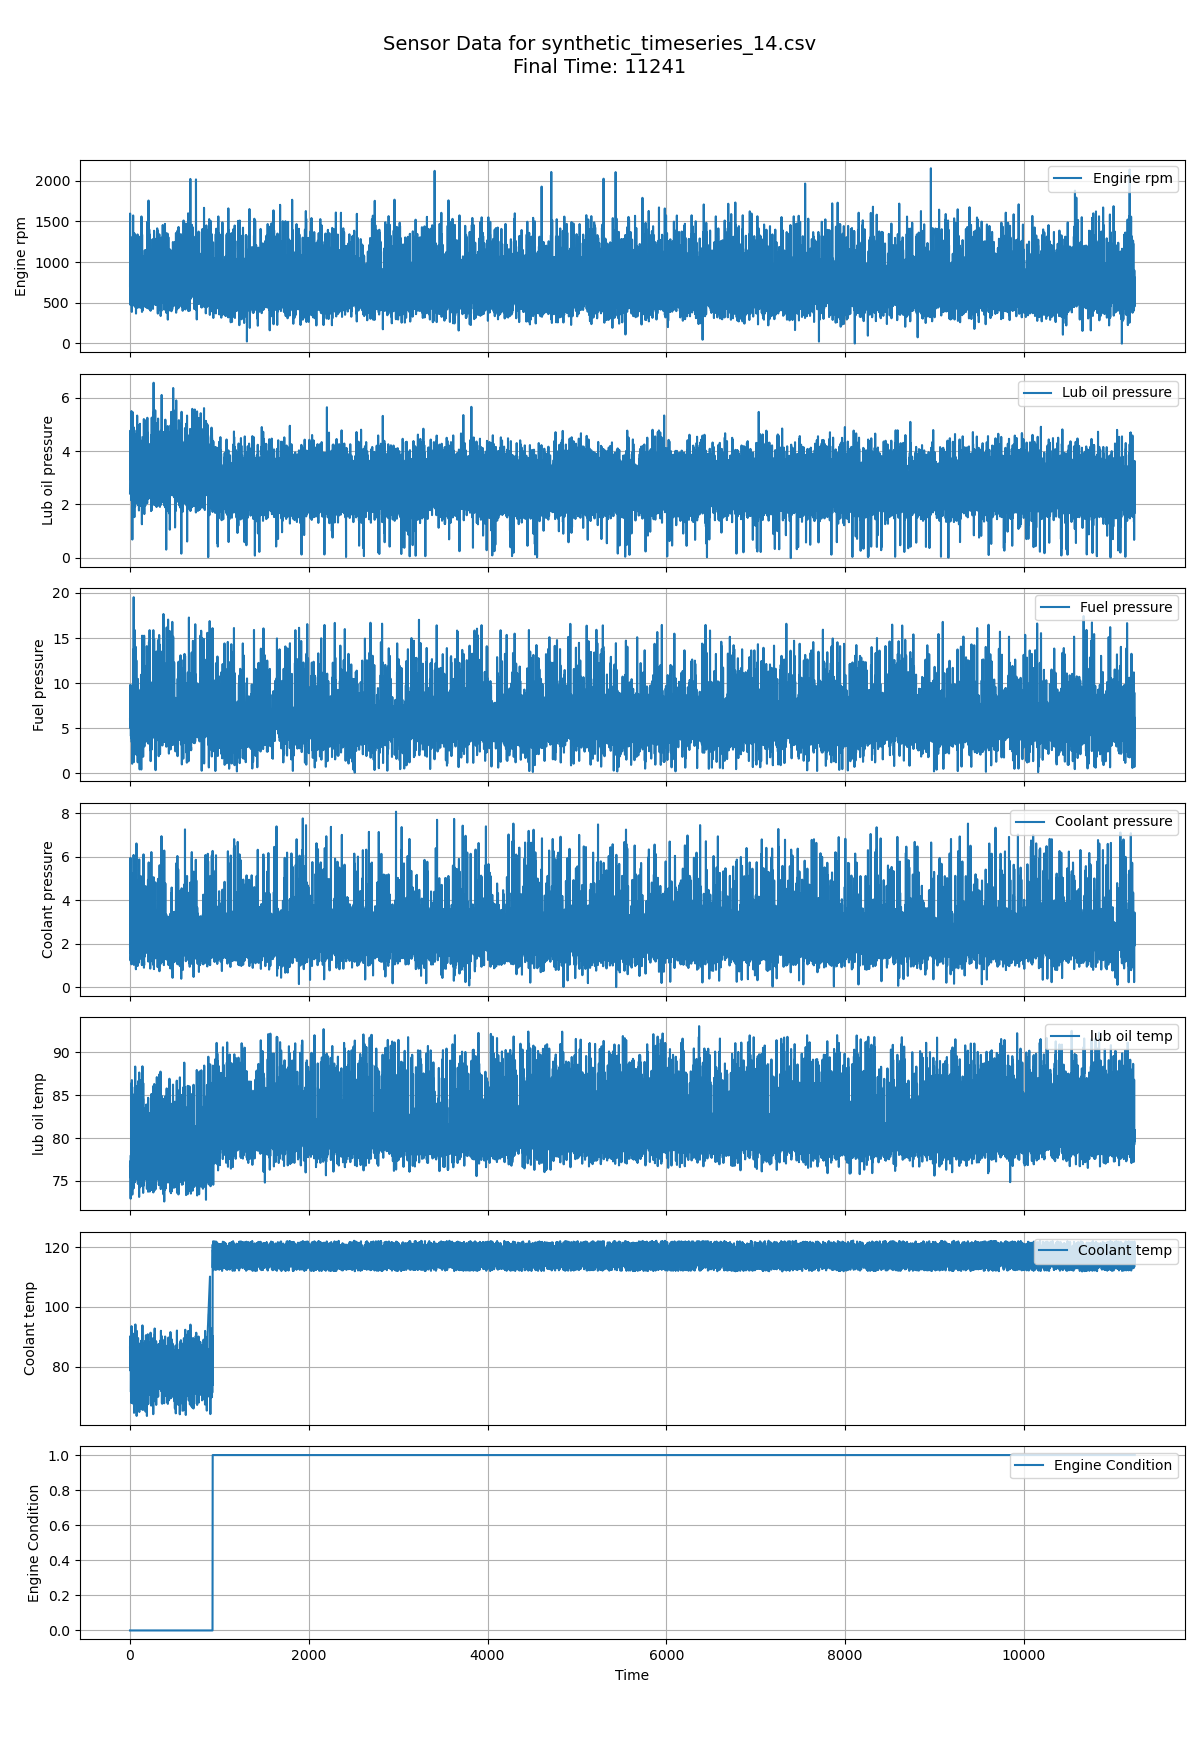 Sensor Data for synthetic_timeseries_14.csv
Final Time: 11241
Engine rpm
2000
1500
1000
500
0
Engine rpm
Lub oil pressure
6
4
2
0
Lub oil pressure
Fuel pressure
20
15
10
5
0
Fuel pressure
Coolant pressure
8
6
4
2
0
Coolant pressure
lub oil temp
90
85
80
75
lub oil temp
Coolant temp
120
100
80
Coolant temp
Engine Condition
1.0
0.8
0.6
0.4
0.2
0.0
Engine Condition
0 2000 4000 6000 8000 10000
Time